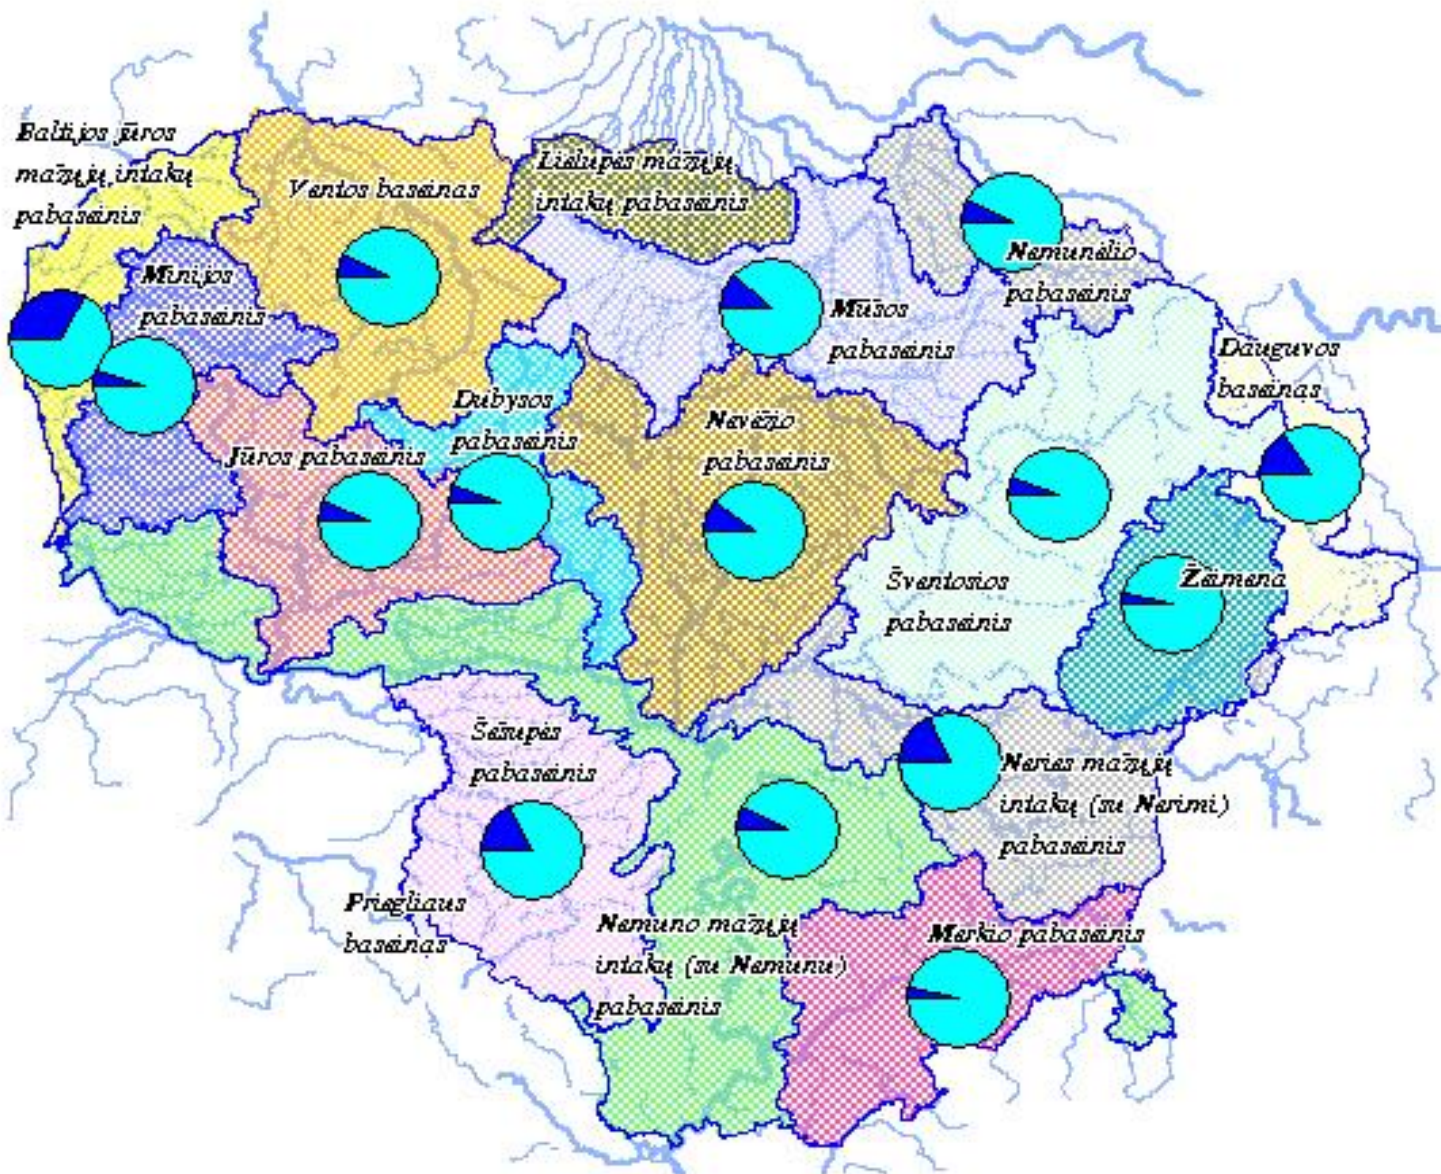 Baltijos jūros
mažųjų intakų
pabaseinis
Ventos baseinas
Lielupės mažųjų
intakų pabaseinis
Minijos
pabaseinis
Nemunėlio
pabaseinis
Mūšos
pabaseinis
Dauguvos
baseinas
Dubysos
pabaseinis
Nevėžio
pabaseinis
Jūros pabaseinis
Šventosios
pabaseinis
Žeimena
Šešupės
pabaseinis
Neries mažųjų
intakų (su Nerimi)
pabaseinis
Priegliaus
baseinas
Nemuno mažųjų
intakų (su Nemunu)
pabaseinis
Merkio pabaseinis